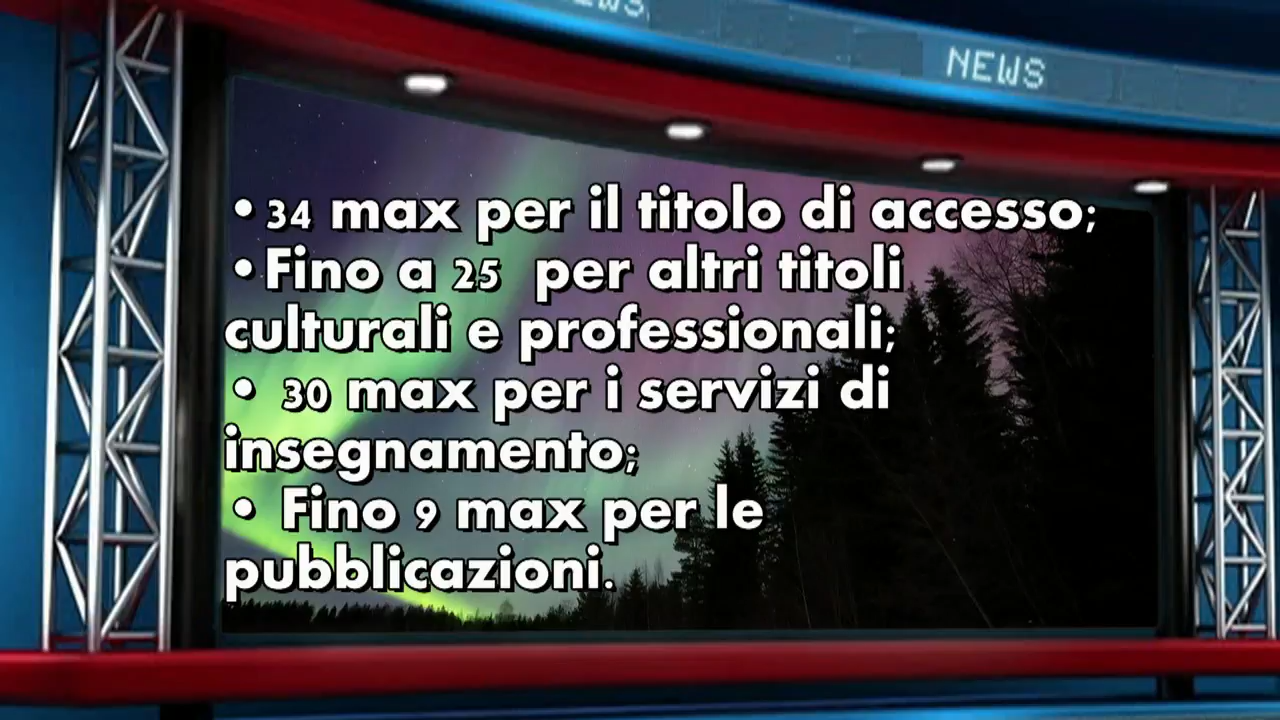 NEWS
NEWS
• 34 max per il titolo di accesso;
• Fino a 25 per altri titoli
culturali e professionali;
• 30 max per i servizi di
insegnamento;
• Fino 9 max per le
pubblicazioni.